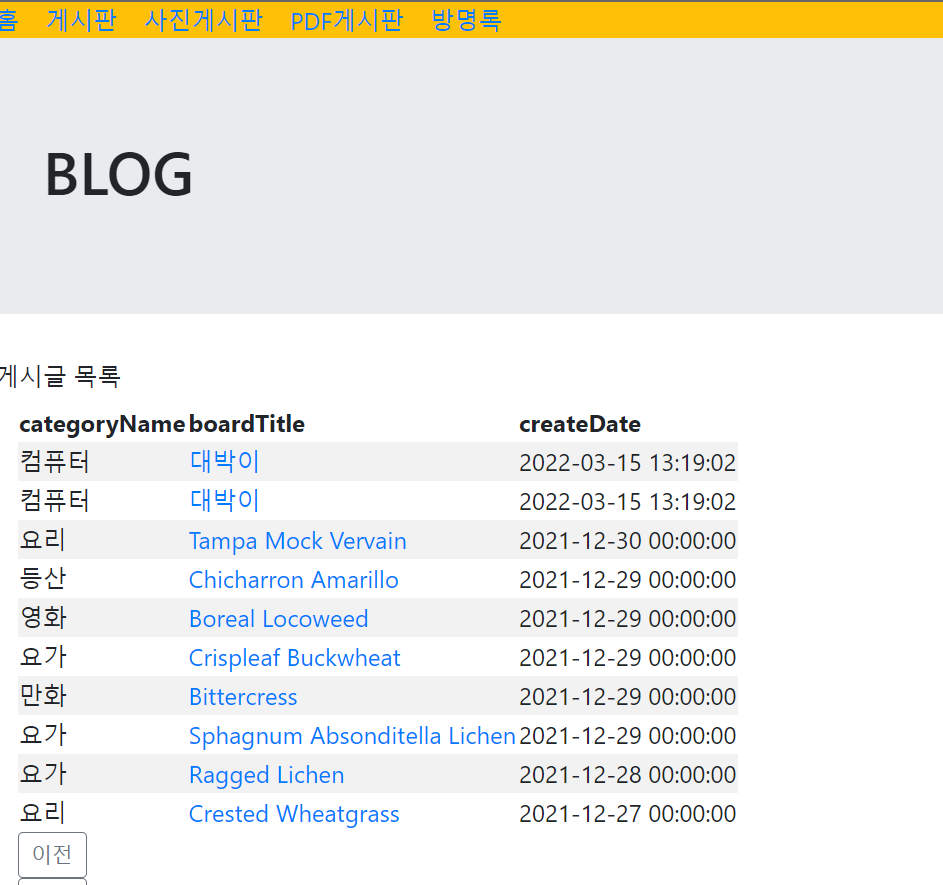 홈 게시판 사진게시판 PDF게시판 방명록
BLOG
게시글 목록
categoryName boardTitle createDate
컴퓨터 대박이 2022-03-15 13:19:02
컴퓨터 대박이 2022-03-15 13:19:02
요리 Tampa Mock Vervain 2021-12-30 00:00:00
등산 Chicharron Amarillo 2021-12-29 00:00:00
영화 Boreal Locoweed 2021-12-29 00:00:00
요가 Crispleaf Buckwheat 2021-12-29 00:00:00
만화 Bittercress 2021-12-29 00:00:00
요가 Sphagnum Absonditella Lichen 2021-12-29 00:00:00
요가 Ragged Lichen 2021-12-28 00:00:00
요리 Crested Wheatgrass 2021-12-27 00:00:00
이전